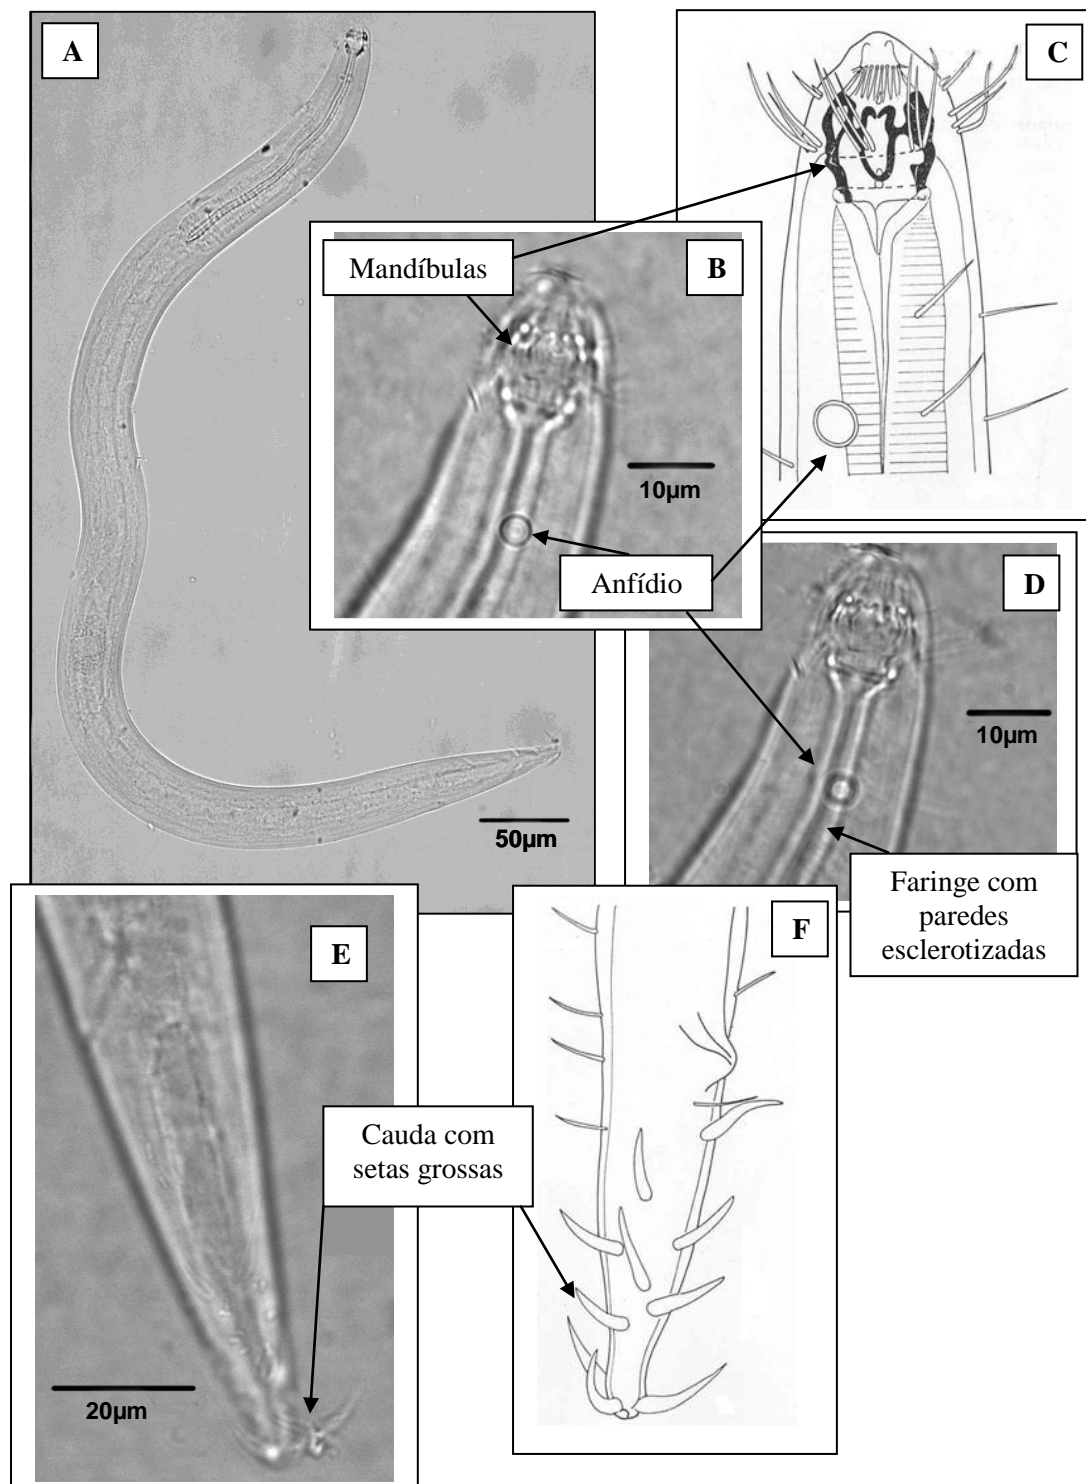 A
C
B
Mandíbulas
10µm
Anfídio
D
10µm
50µm
Faringe com
paredes
esclerotizadas
E
F
Cauda com
setas grossas
20µm